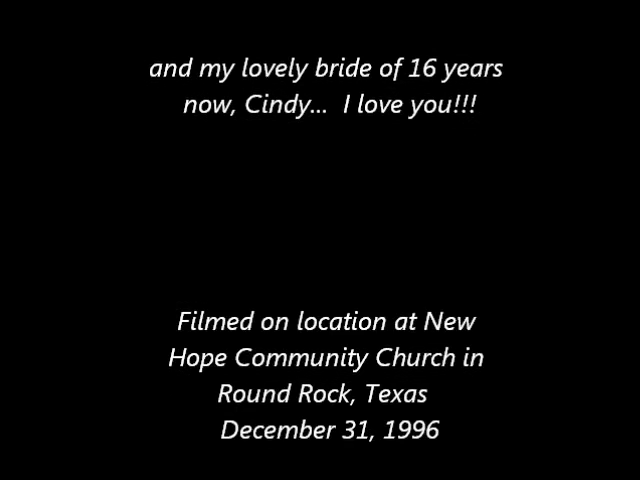 and my lovely bride of 16 years
now, Cindy... I love you!!!
Filmed on location at New
Hope Community Church in
Round Rock, Texas
December 31, 1996